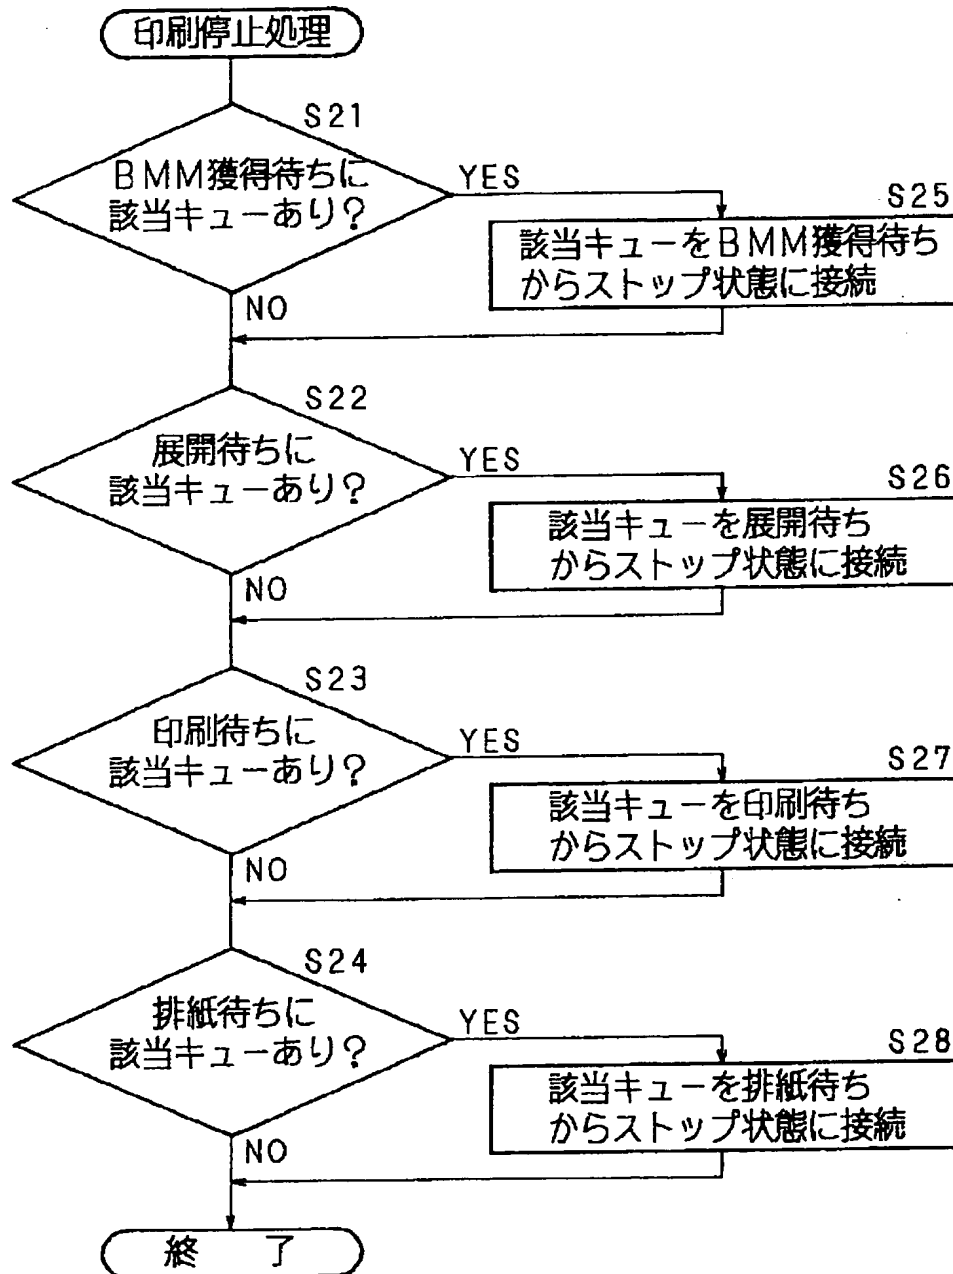 印刷停止処理
S21
BMM獲得待ちに
該当キューあり?
YES
S25
該当キューをBMM獲得待ち
からストップ状態に接続
NO
S22
展開待ちに
該当キューあり?
YES
S26
該当キューを展開待ち
からストップ状態に接続
NO
S23
印刷待ちに
該当キューあり?
YES
S27
該当キューを印刷待ち
からストップ状態に接続
NO
S24
排紙待ちに
該当キューあり?
YES
S28
該当キューを排紙待ち
からストップ状態に接続
NO
終 了